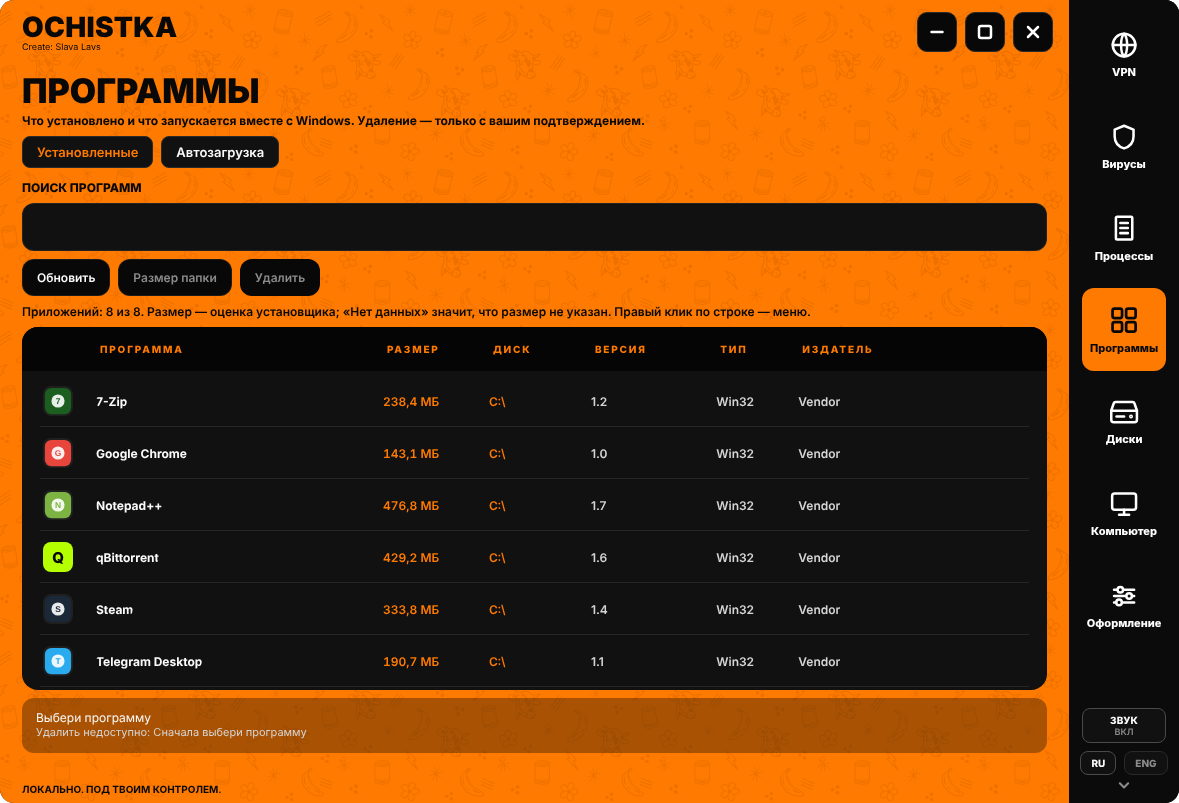 OCHISTKA
Create: Slava Lavs
ПРОГРАММЫ
Что установлено и что запускается вместе с Windows. Удаление — только с вашим подтверждением.
Установленные Автозагрузка
ПОИСК ПРОГРАММ
Обновить Размер папки Удалить
Приложений: 8 из 8. Размер — оценка установщика; «Нет данных» значит, что размер не указан. Правый клик по строке — меню.
ПРОГРАММА РАЗМЕР ДИСК ВЕРСИЯ ТИП ИЗДАТЕЛЬ
7 7-Zip 238,4 МБ C:\ 1.2 Win32 Vendor
G Google Chrome 143,1 МБ C:\ 1.0 Win32 Vendor
N Notepad++ 476,8 МБ C:\ 1.7 Win32 Vendor
Q qBittorrent 429,2 МБ C:\ 1.6 Win32 Vendor
S Steam 333,8 МБ C:\ 1.4 Win32 Vendor
T Telegram Desktop 190,7 МБ C:\ 1.1 Win32 Vendor
Выбери программу
Удалить недоступно: Сначала выбери программу
ЛОКАЛЬНО. ПОД ТВОИМ КОНТРОЛЕМ.
VPN
Вирусы
Процессы
Программы
Диски
Компьютер
Оформление
ЗВУК
ВКЛ
RU ENG